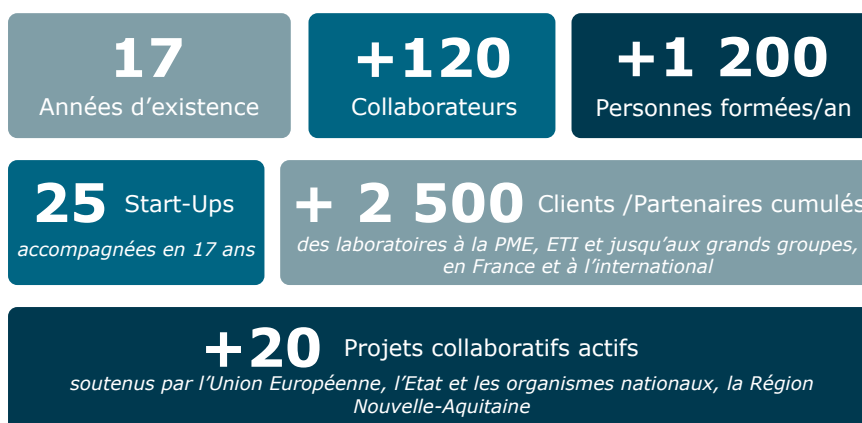 17
Années d’existence
+120
Collaborateurs
+1 200
Personnes formées/an
25 Start-Ups
accompagnées en 17 ans
+ 2 500 Clients /Partenaires cumulés
des laboratoires à la PME, ETI et jusqu’aux grands groupes,
en France et à l’international
+20 Projets collaboratifs actifs
soutenus par l’Union Européenne, l’Etat et les organismes nationaux, la Région
Nouvelle-Aquitaine